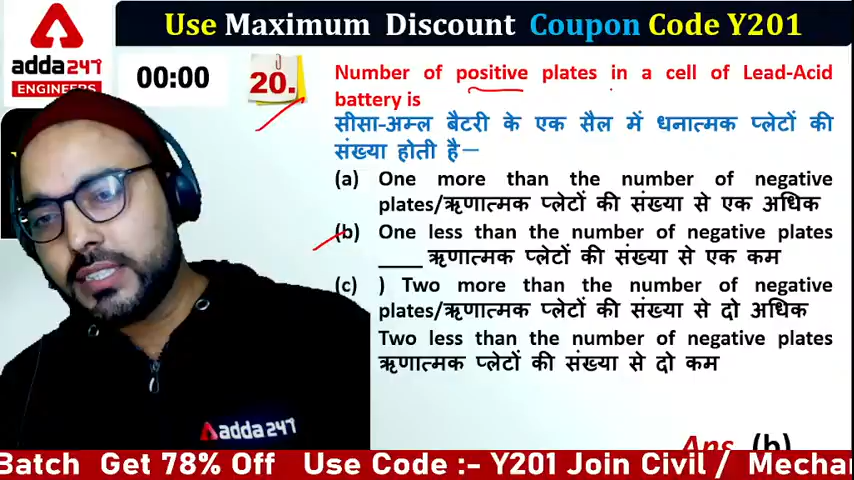 Use Maximum Discount Coupon Code Y201
adda247
ENGINEERS
00:00
20.
Number of positive plates in a cell of Lead-Acid
battery is
सीसा-अम्ल बैटरी के एक सैल में धनात्मक प्लेटों की
संख्या होती है–
(a) One more than the number of negative
plates/ऋणात्मक प्लेटों की संख्या से एक अधिक
(b) One less than the number of negative plates
____ ऋणात्मक प्लेटों की संख्या से एक कम
(c) ) Two more than the number of negative
plates/ऋणात्मक प्लेटों की संख्या से दो अधिक
Two less than the number of negative plates
ऋणात्मक प्लेटों की संख्या से दो कम
adda247
Ans (b)
Batch Get 78% Off Use Code :- Y201 Join Civil / Mecha